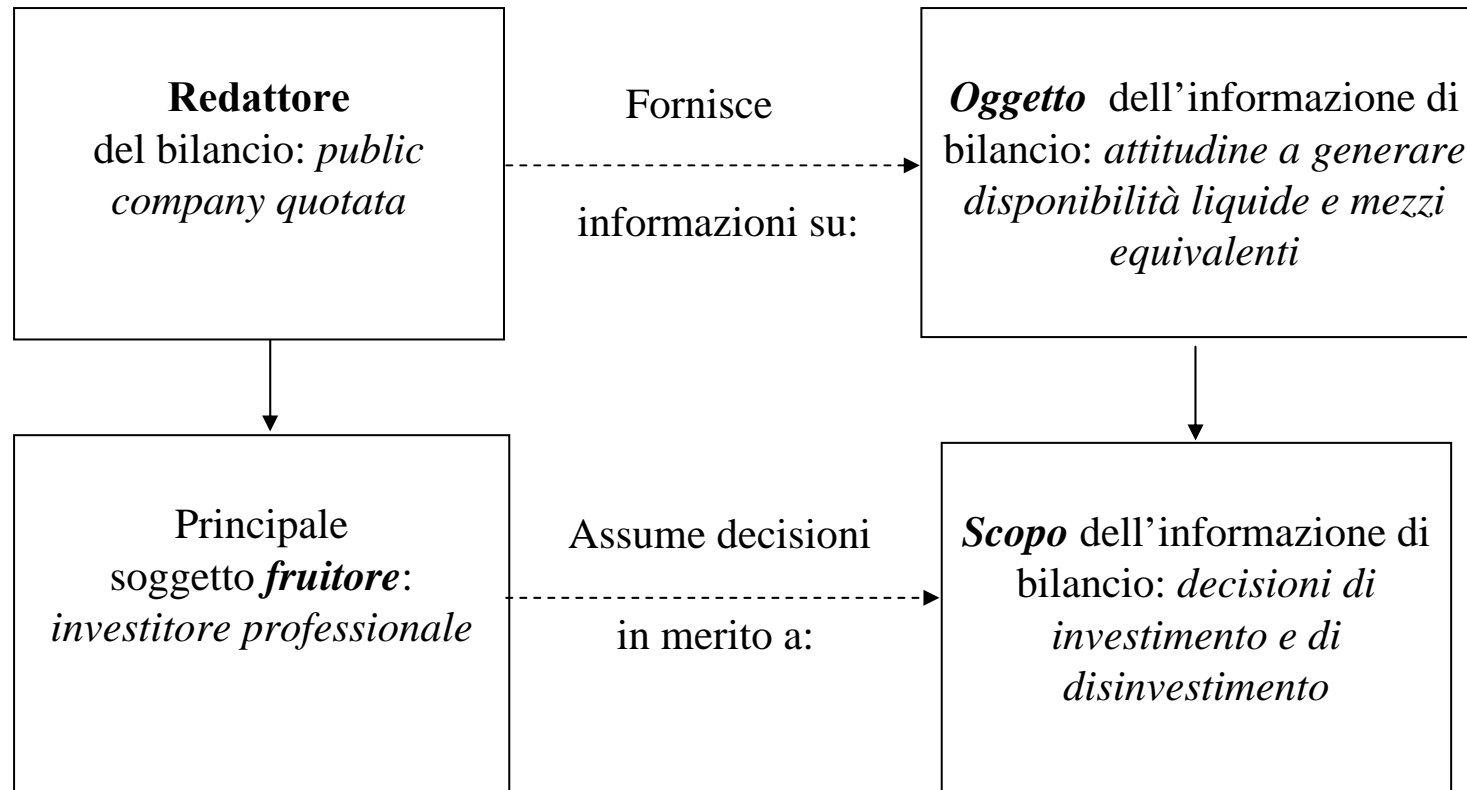 Redattore
del bilancio: public
company quotata
Fornisce
informazioni su:
Oggetto dell’informazione di
bilancio: attitudine a generare
disponibilità liquide e mezzi
equivalenti
Principale
soggetto fruitore:
investitore professionale
Assume decisioni
in merito a:
Scopo dell’informazione di
bilancio: decisioni di
investimento e di
disinvestimento